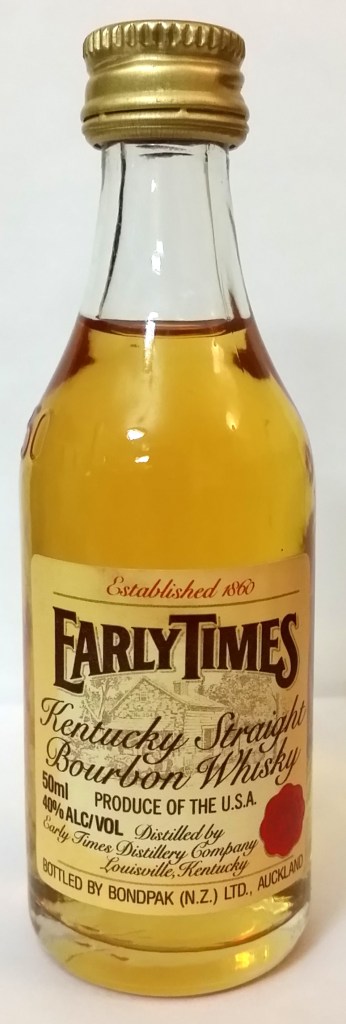 50
Established 1860
EARLY TIMES
Kentucky Straight
Bourbon Whisky
50ml
40% ALC/VOL
PRODUCE OF THE U.S.A.
Distilled by
Early Times Distillery Company
Louisville, Kentucky
BOTTLED BY BONDPAK (N.Z.) LTD., AUCKLAND